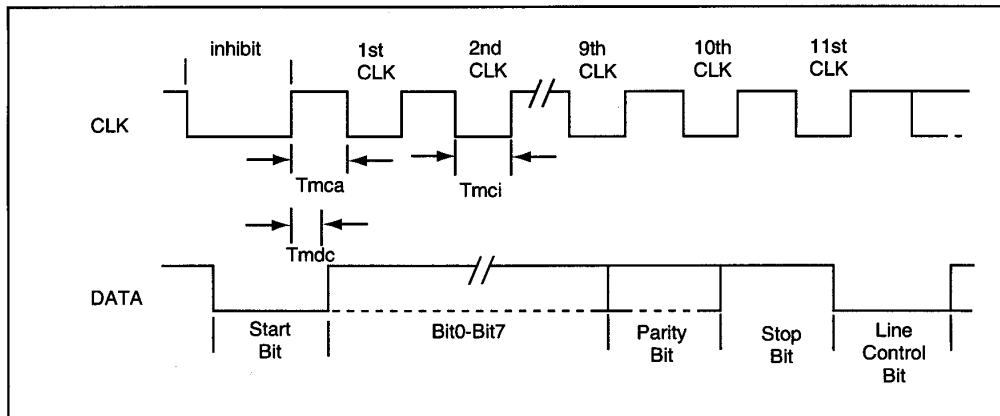 inhibit
1st
CLK
2nd
CLK
9th
CLK
10th
CLK
11st
CLK
CLK
Tmca
Tmci
Tmdc
DATA
Start
Bit
Bit0-Bit7
Parity
Bit
Stop
Bit
Line
Control
Bit